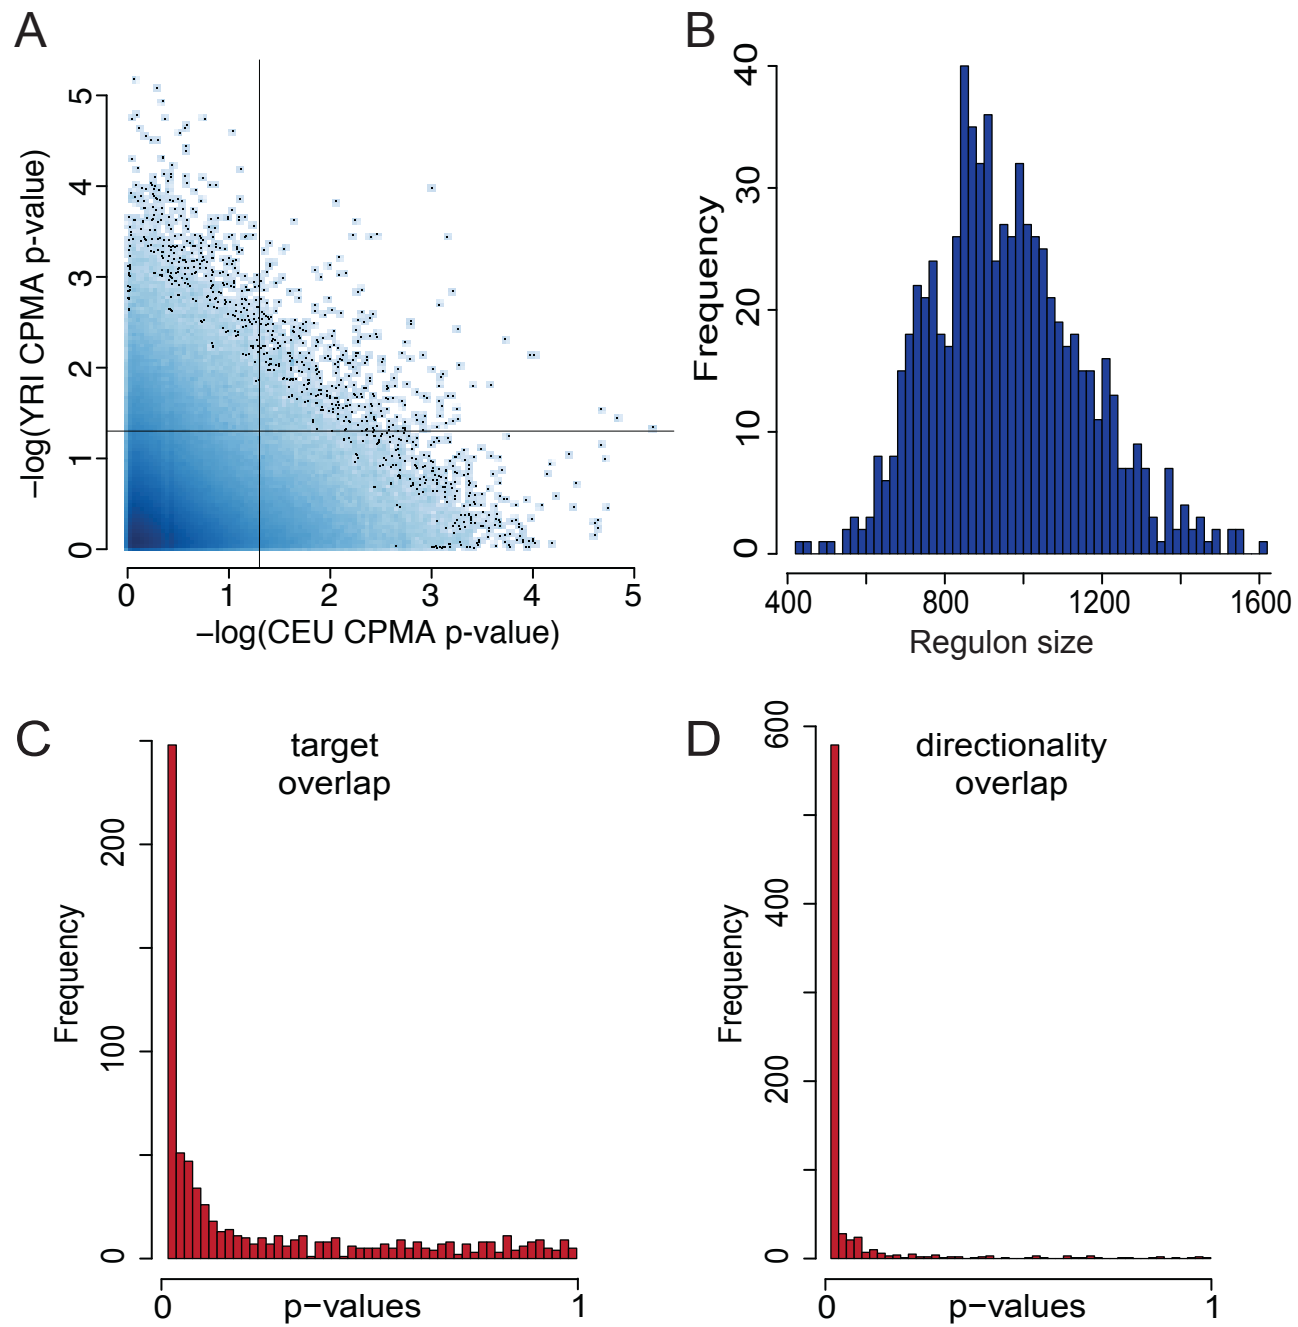 A
–log(YRI CPMA p-value)
5
4
3
2
1
0
0 1 2 3 4 5
–log(CEU CPMA p-value)
B
Frequency
40
30
20
10
0
400 800 1200 1600
Regulon size
C
target
overlap
Frequency
200
100
0
0 1
p−values
D
directionality
overlap
Frequency
600
400
200
0
0 1
p−values